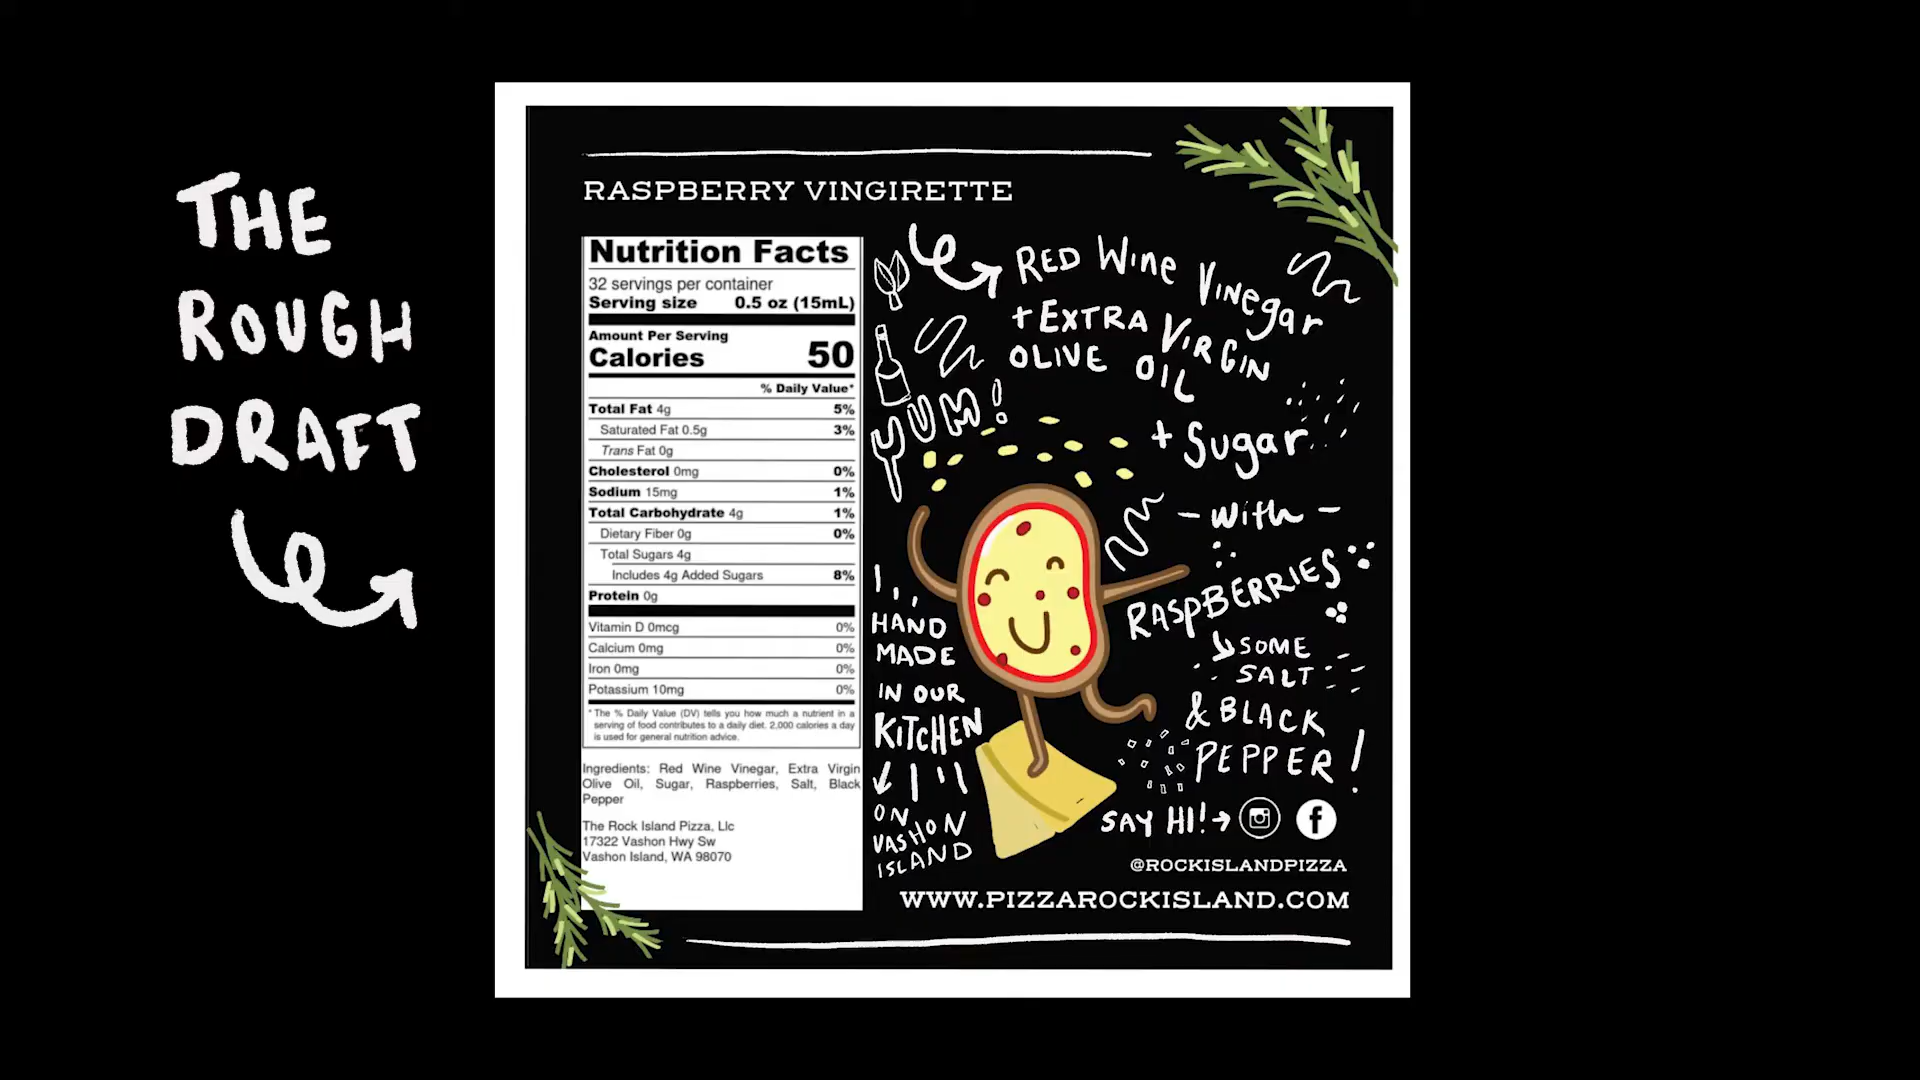 THE
ROUGH
DRAFT
RASPBERRY VINGIRETTE
Nutrition Facts
32 servings per container
Serving size 0.5 oz (15mL)
Amount Per Serving
Calories 50
% Daily Value*
Total Fat 4g 5%
Saturated Fat 0.5g 3%
Trans Fat 0g
Cholesterol 0mg 0%
Sodium 15mg 1%
Total Carbohydrate 4g 1%
Dietary Fiber 0g 0%
Total Sugars 4g
Includes 4g Added Sugars 8%
Protein 0g
Vitamin D 0mcg 0%
Calcium 0mg 0%
Iron 0mg 0%
Potassium 10mg 0%
* The % Daily Value (DV) tells you how much a nutrient in a
serving of food contributes to a daily diet. 2,000 calories a day
is used for general nutrition advice.
Ingredients: Red Wine Vinegar, Extra Virgin
Olive Oil, Sugar, Raspberries, Salt, Black
Pepper
The Rock Island Pizza, Llc
17322 Vashon Hwy Sw
Vashon Island, WA 98070
RED WINE VINEGAR
+ EXTRA VIRGIN
OLIVE OIL
YUM!
+ Sugar
- With -
RASPBERRIES
SOME
SALT
& BLACK
PEPPER!
HAND
MADE
IN OUR
KITCHEN
ON
VASHON
ISLAND
SAY HI!
@ROCKISLANDPIZZA
WWW.PIZZAROCKISLAND.COM